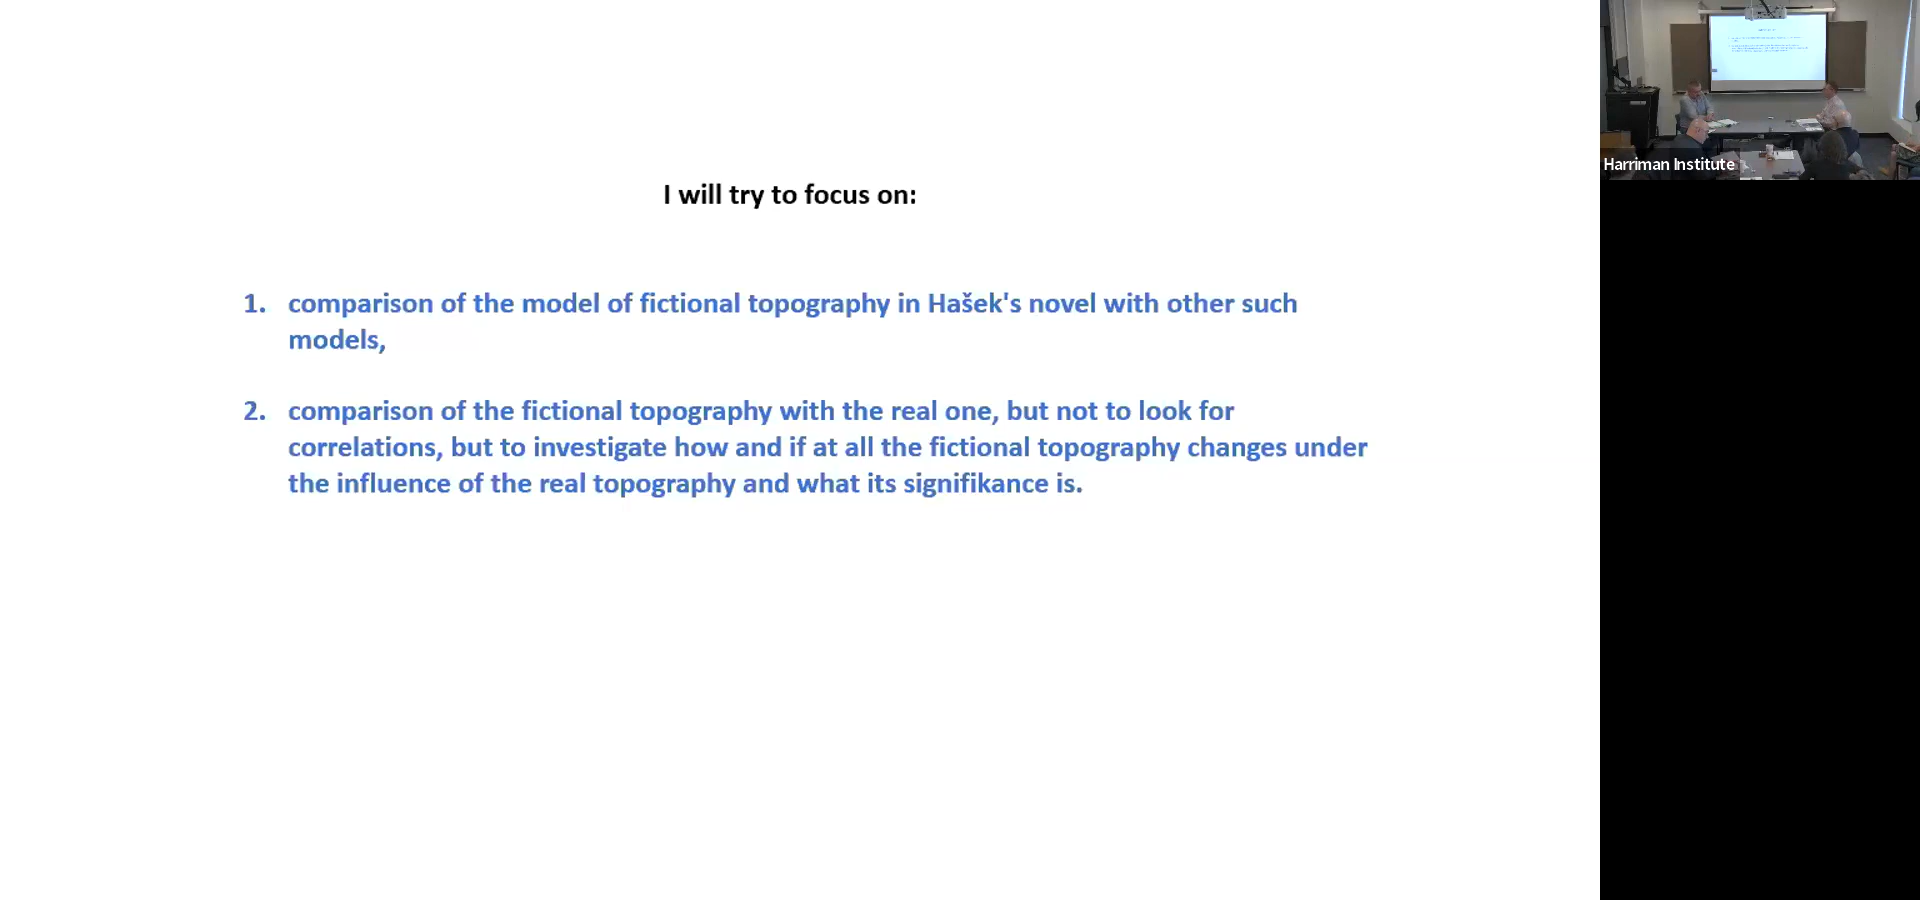 I will try to focus on:
1. comparison of the model of fictional topography in Hašek's novel with other such
models,
2. comparison of the fictional topography with the real one, but not to look for
correlations, but to investigate how and if at all the fictional topography changes under
the influence of the real topography and what its signifikance is.
Harriman Institute